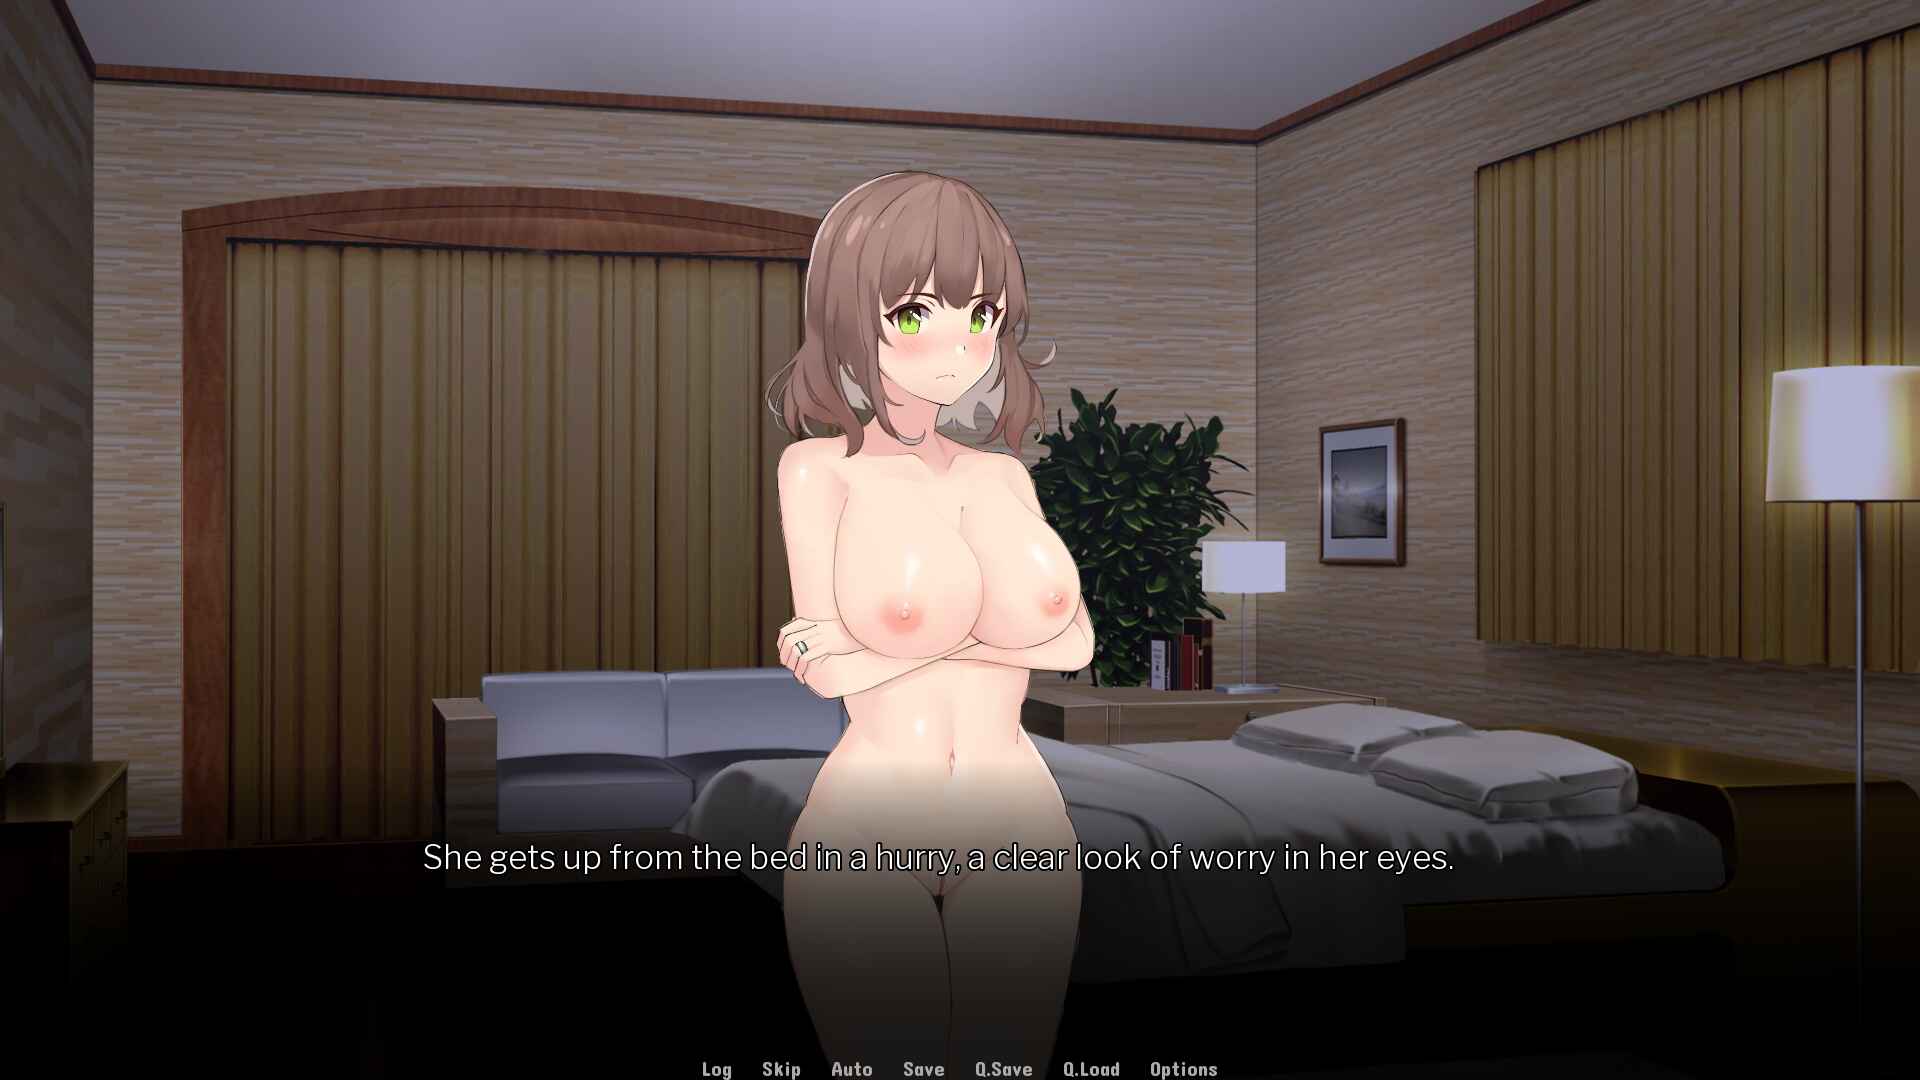 She gets up from the bed in a hurry, a clear look of worry in her eyes.
Log Skip Auto Save Q.Save Q.Load Options